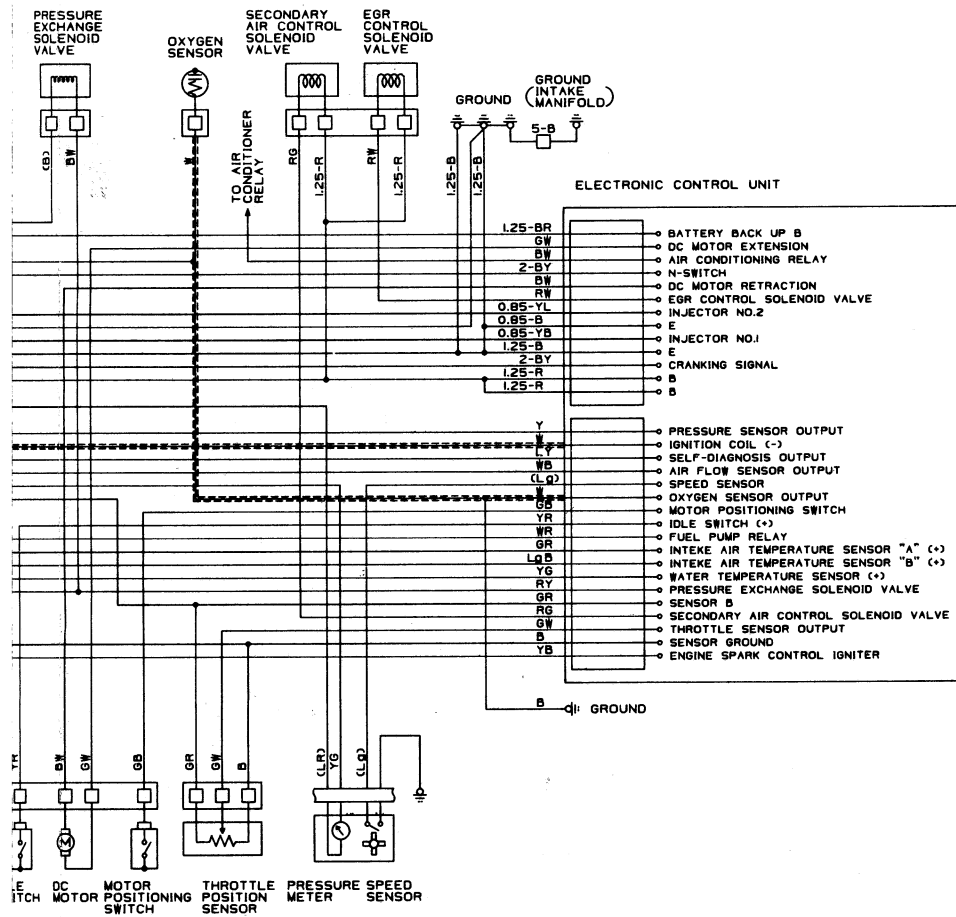 PRESSURE
EXCHANGE
SOLENOID
VALVE
OXYGEN
SENSOR
SECONDARY
AIR CONTROL
SOLENOID
VALVE
EGR
CONTROL
SOLENOID
VALVE
GROUND
GROUND
(INTAKE
MANIFOLD)
5-B
(B)
BW
W
TO AIR
CONDITIONER
RELAY
RG
1.25-R
RW
1.25-R
1.25-B
1.25-B
ELECTRONIC CONTROL UNIT
1.25-BR BATTERY BACK UP B
GW DC MOTOR EXTENSION
BW AIR CONDITIONING RELAY
2-BY N-SWITCH
BW DC MOTOR RETRACTION
RW EGR CONTROL SOLENOID VALVE
0.85-YL INJECTOR NO.2
0.85-B E
0.85-YB INJECTOR NO.1
1.25-B E
2-BY CRANKING SIGNAL
1.25-R B
1.25-R B
Y PRESSURE SENSOR OUTPUT
W IGNITION COIL (-)
LY SELF-DIAGNOSIS OUTPUT
WB AIR FLOW SENSOR OUTPUT
(Lg) SPEED SENSOR
W OXYGEN SENSOR OUTPUT
GB MOTOR POSITIONING SWITCH
YR IDLE SWITCH (+)
WR FUEL PUMP RELAY
GR INTEKE AIR TEMPERATURE SENSOR "A" (+)
LgB INTEKE AIR TEMPERATURE SENSOR "B" (+)
YG WATER TEMPERATURE SENSOR (+)
RY PRESSURE EXCHANGE SOLENOID VALVE
GR SENSOR B
RG SECONDARY AIR CONTROL SOLENOID VALVE
GW THROTTLE SENSOR OUTPUT
B SENSOR GROUND
YB ENGINE SPARK CONTROL IGNITER
B GROUND
YR
BW
GW
GB
GR
GW
B
(LR)
YG
(Lg)
M
LE
ITCH
DC
MOTOR
MOTOR
POSITIONING
SWITCH
THROTTLE
POSITION
SENSOR
PRESSURE
METER
SPEED
SENSOR